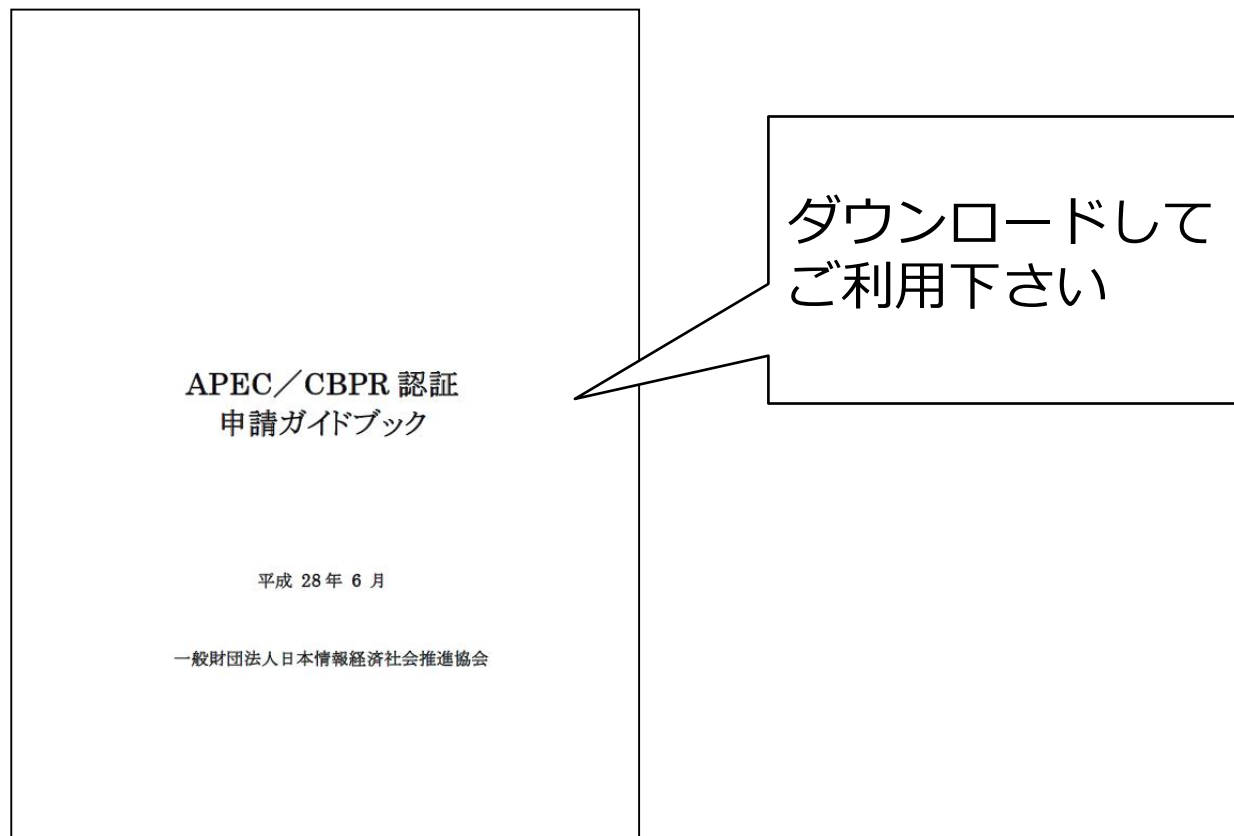 APEC／CBPR 認証
申請ガイドブック
平成 28 年 6 月
一般財団法人日本情報経済社会推進協会
ダウンロードして
ご利用下さい